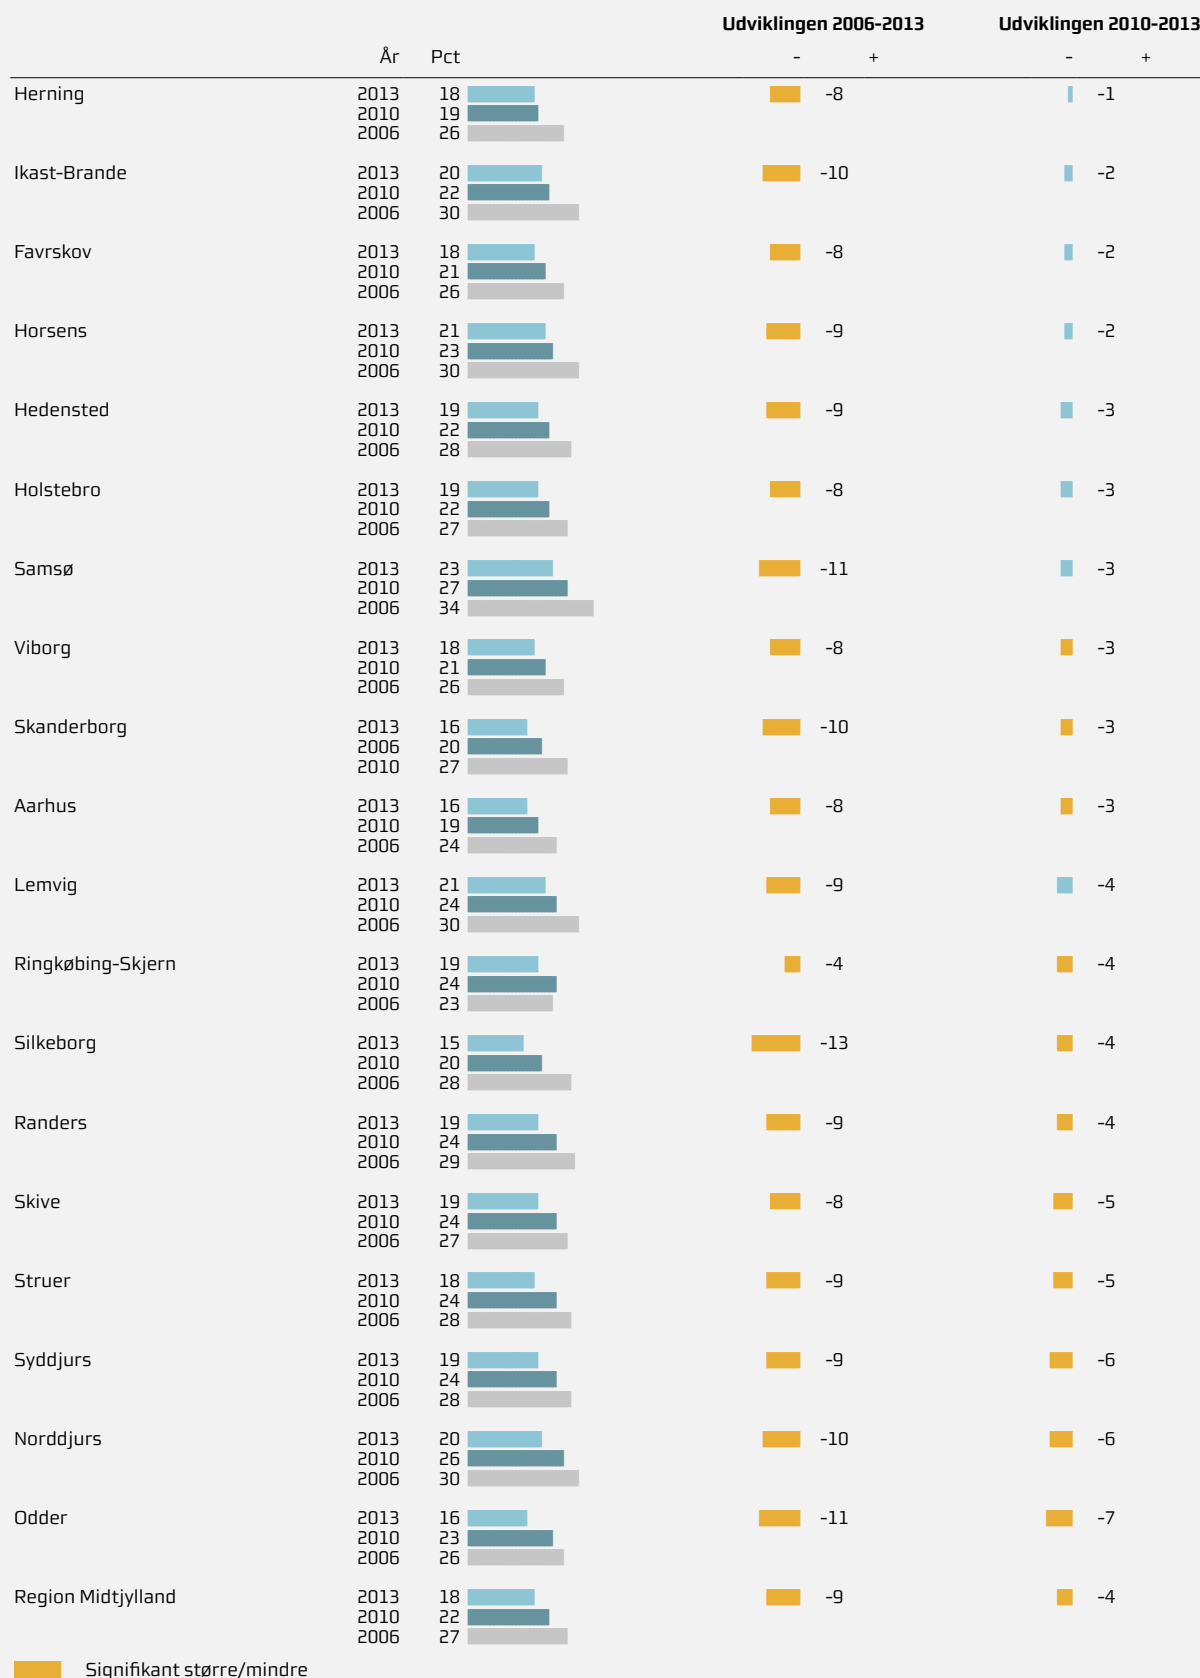 Udviklingen 2006-2013 Udviklingen 2010-2013
År Pct - + - +
Herning 2013 18 -8 -1
2010 19
2006 26
Ikast-Brande 2013 20 -10 -2
2010 22
2006 30
Favrskov 2013 18 -8 -2
2010 21
2006 26
Horsens 2013 21 -9 -2
2010 23
2006 30
Hedensted 2013 19 -9 -3
2010 22
2006 28
Holstebro 2013 19 -8 -3
2010 22
2006 27
Samsø 2013 23 -11 -3
2010 27
2006 34
Viborg 2013 18 -8 -3
2010 21
2006 26
Skanderborg 2013 16 -10 -3
2006 20
2010 27
Aarhus 2013 16 -8 -3
2010 19
2006 24
Lemvig 2013 21 -9 -4
2010 24
2006 30
Ringkøbing-Skjern 2013 19 -4 -4
2010 24
2006 23
Silkeborg 2013 15 -13 -4
2010 20
2006 28
Randers 2013 19 -9 -4
2010 24
2006 29
Skive 2013 19 -8 -5
2010 24
2006 27
Struer 2013 18 -9 -5
2010 24
2006 28
Syddjurs 2013 19 -9 -6
2010 24
2006 28
Norddjurs 2013 20 -10 -6
2010 26
2006 30
Odder 2013 16 -11 -7
2010 23
2006 26
Region Midtjylland 2013 18 -9 -4
2010 22
2006 27
Signifikant større/mindre